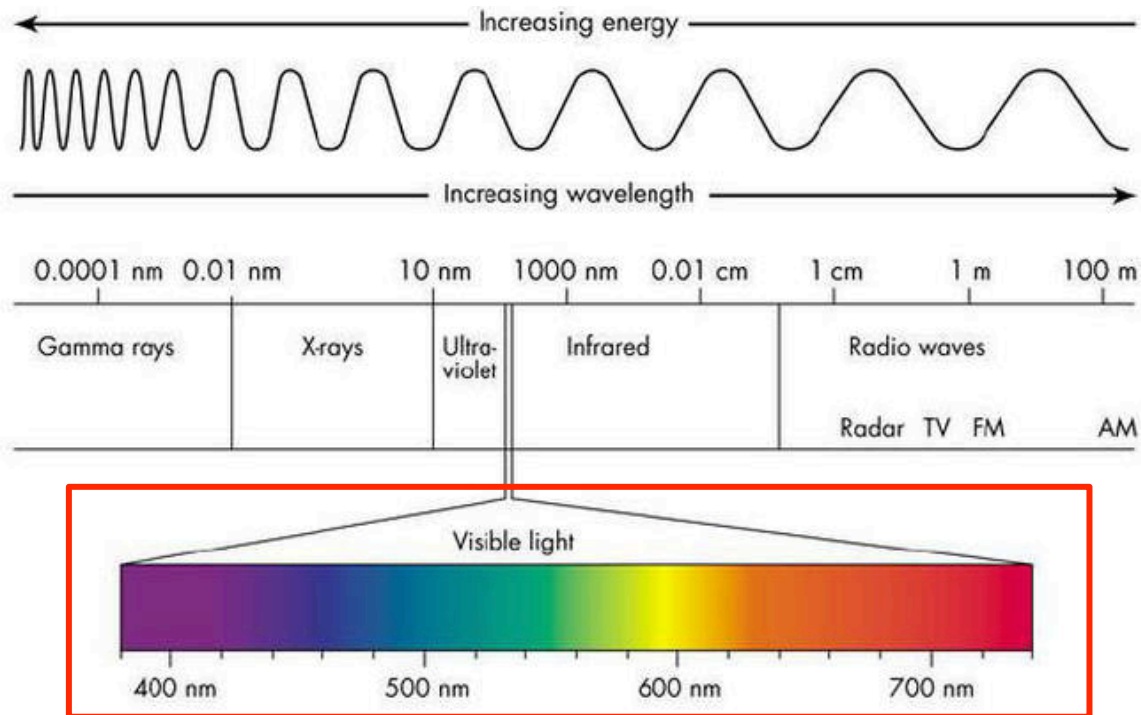 Increasing energy
Increasing wavelength
0.0001 nm 0.01 nm 10 nm 1000 nm 0.01 cm 1 cm 1 m 100 m
Gamma rays X-rays Ultra- Infrared Radio waves
violet
Radar TV FM AM
Visible light
400 nm 500 nm 600 nm 700 nm